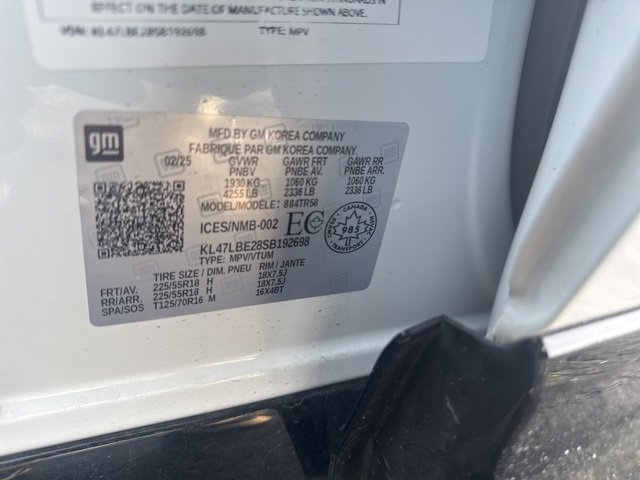 EFFECT ON THE DATE OF MANUFACTURE SHOWN ABOVE.
TYPE: MPV
gm
MFD BY GM KOREA COMPANY
FABRIQUE PAR GM KOREA COMPANY
02/25 GVWR GAWR FRT GAWR RR
PNBV PNBE AV. PNBE ARR.
1930 KG 1060 KG 1060 KG
4255 LB 2336 LB 2336 LB
MODEL/MODELE: 884TR58
ICES/NMB-002 EC 985
KL47LBE28SB192698
TYPE: MPV/VTUM
TIRE SIZE / DIM. PNEU RIM / JANTE
FRT/AV. 225/55R18 H 18X7.5J
RR/ARR. 225/55R18 H 18X7.5J
SPA/SOS T125/70R16 M 16X4BT